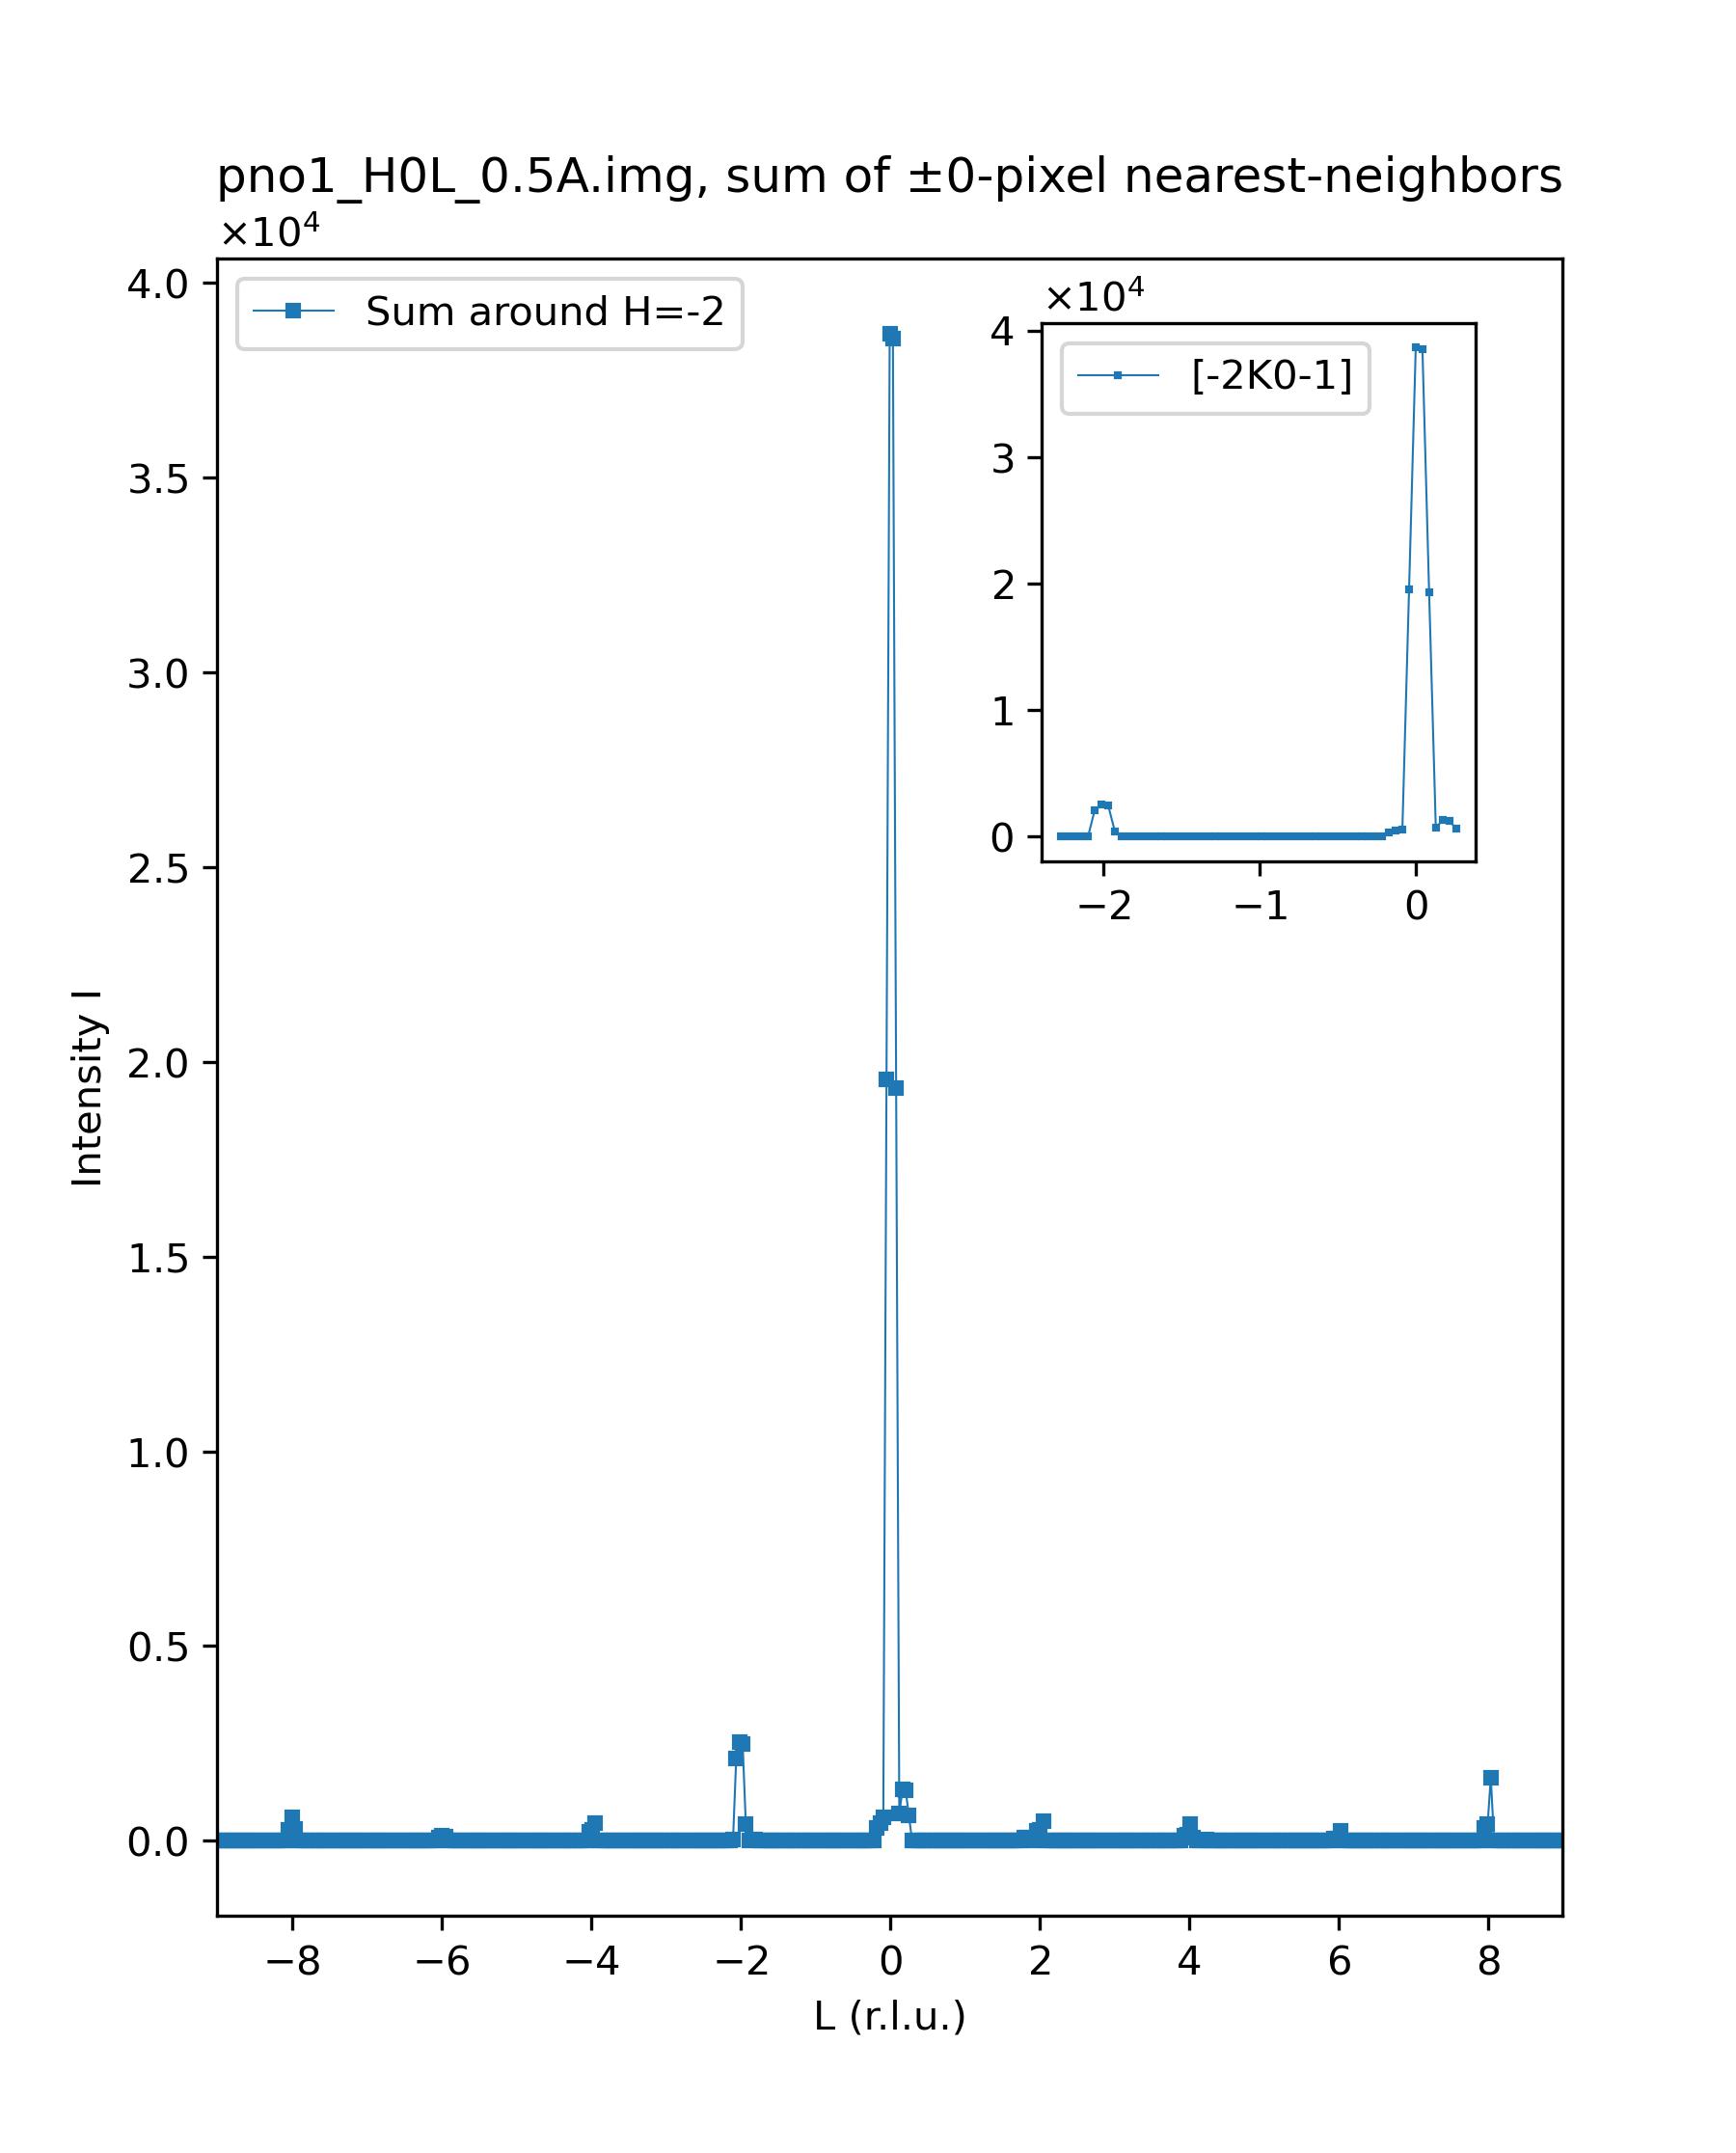 pno1_H0L_0.5A.img, sum of ±0-pixel nearest-neighbors
×10⁴
4.0
3.5
3.0
2.5
2.0
1.5
1.0
0.5
0.0
Intensity I
Sum around H=-2
×10⁴
[-2K0-1]
4
3
2
1
0
−2 −1 0
−8 −6 −4 −2 0 2 4 6 8
L (r.l.u.)